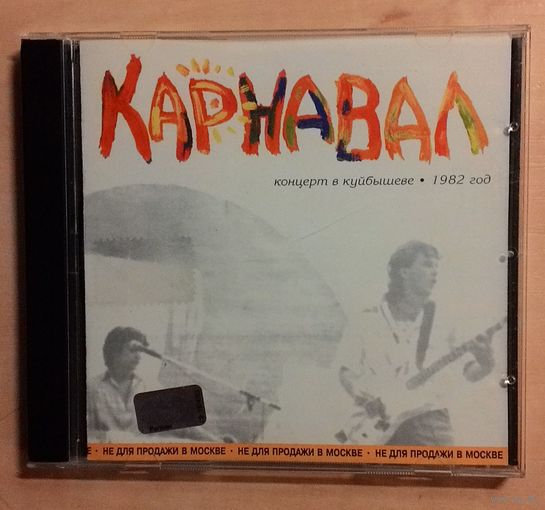 КАРНАВАЛ
концерт в куйбышеве • 1982 год
Е · НЕ ДЛЯ ПРОДАЖИ В МОСКВЕ · НЕ ДЛЯ ПРОДАЖИ В МОСКВЕ · НЕ ДЛЯ ПРОДАЖИ В МОСКВЕ